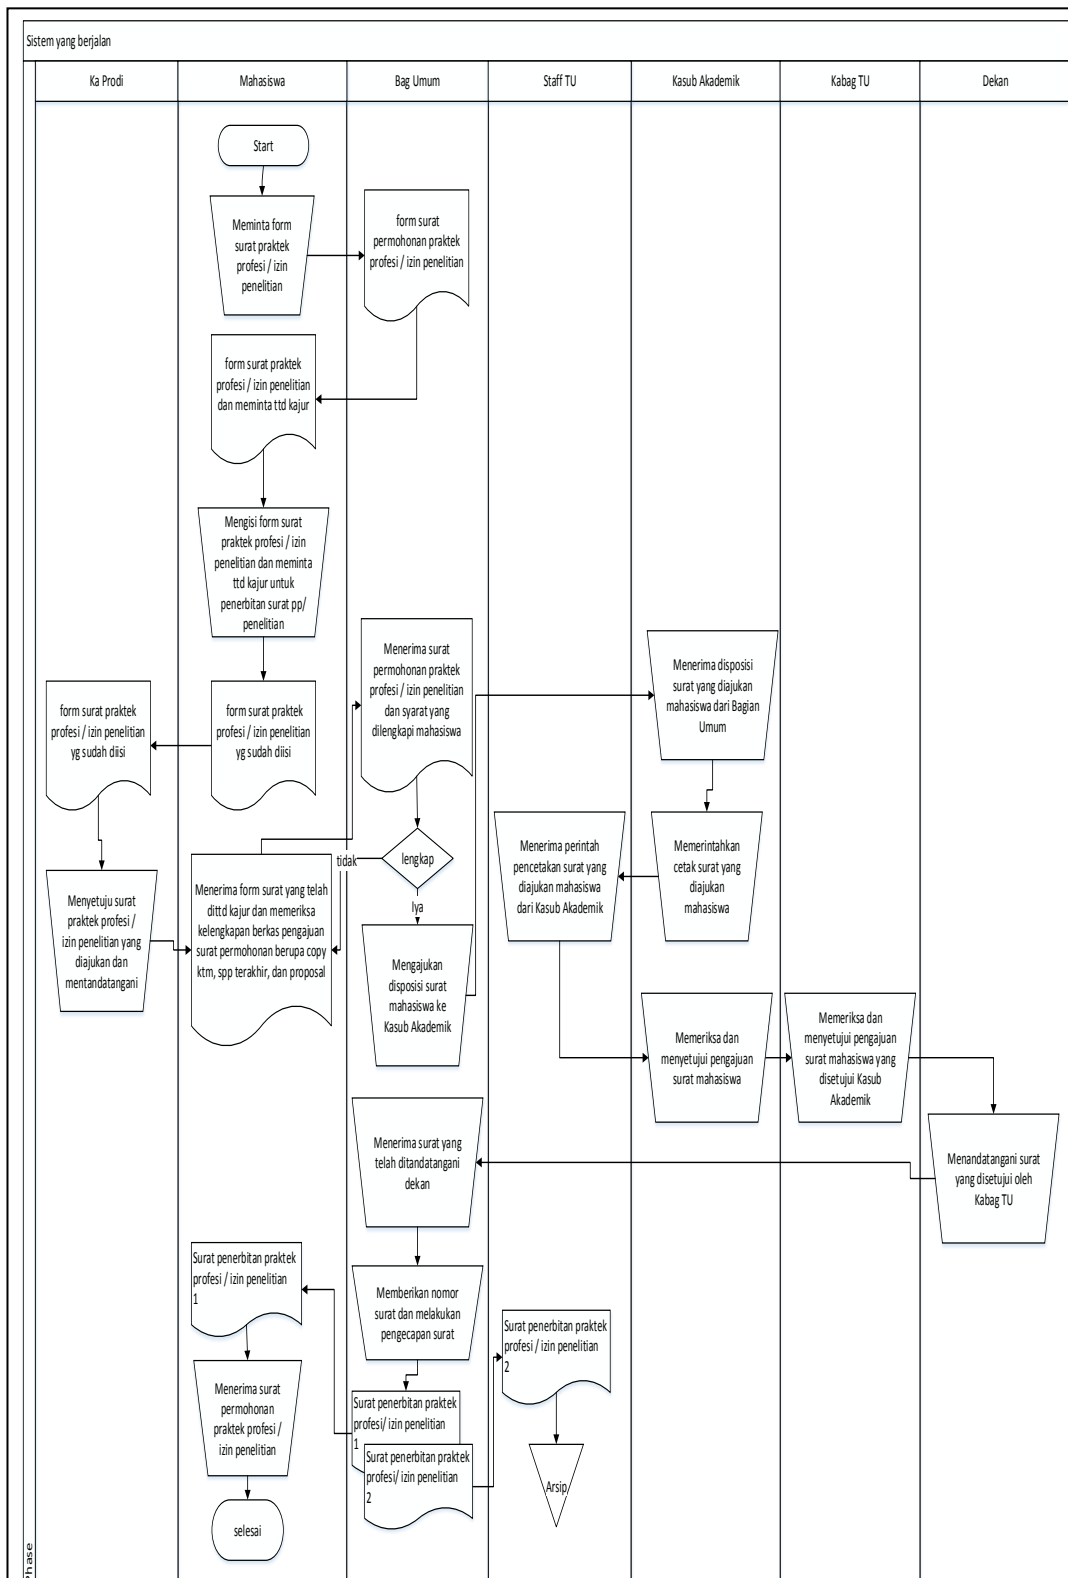 Sistem yang berjalan
Ka Prodi
Mahasiswa
Bag Umum
Staff TU
Kasub Akademik
Kabag TU
Dekan
Start
Meminta form
surat praktek
profesi / izin
penelitian
form surat
permohonan praktek
profesi / izin penelitian
form surat praktek
profesi / izin penelitian
dan meminta ttd kajur
Mengisi form surat
praktek profesi / izin
penelitian dan meminta
ttd kajur untuk
penerbitan surat pp/
penelitian
form surat praktek
profesi / izin penelitian
yg sudah diisi
form surat praktek
profesi / izin penelitian
yg sudah diisi
Menyetuju surat
praktek profesi /
izin penelitian yang
diajukan dan
mentandatangani
Menerima form surat yang telah
dittd kajur dan memeriksa
kelengkapan berkas pengajuan
surat permohonan berupa copy
ktm, spp terakhir, dan proposal
Menerima surat
permohonan praktek
profesi / izin penelitian
dan syarat yang
dilengkapi mahasiswa
lengkap
tidak
Iya
Mengajukan
disposisi surat
mahasiswa ke
Kasub Akademik
Menerima disposisi
surat yang diajukan
mahasiswa dari Bagian
Umum
Memerintahkan
cetak surat yang
diajukan
mahasiswa
Menerima perintah
pencetakan surat yang
diajukan mahasiswa
dari Kasub Akademik
Memeriksa dan
menyetujui pengajuan
surat mahasiswa
Memeriksa dan
menyetujui pengajuan
surat mahasiswa yang
disetujui Kasub
Akademik
Menandatangani surat
yang disetujui oleh
Kabag TU
Menerima surat yang
telah ditandatangani
dekan
Memberikan nomor
surat dan melakukan
pengecapan surat
Surat penerbitan praktek
profesi/ izin penelitian
1
Surat penerbitan praktek
profesi/ izin penelitian
2
Surat penerbitan praktek
profesi / izin penelitian
1
Menerima surat
permohonan
praktek profesi /
izin penelitian
selesai
Surat penerbitan praktek
profesi / izin penelitian
2
Arsip
Phase